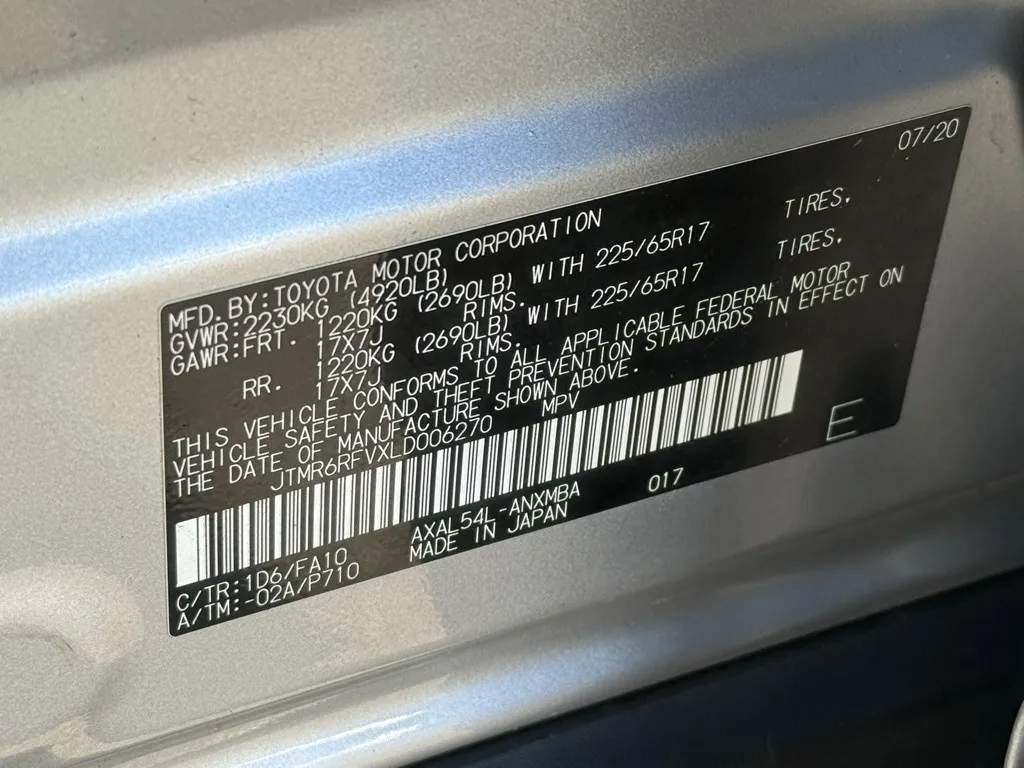 07/20
MFD. BY: TOYOTA MOTOR CORPORATION
GVWR: 2230KG (4920LB)
GAWR: FRT. 1220KG (2690LB) WITH 225/65R17 TIRES,
17X7J RIMS.
RR. 1220KG (2690LB) WITH 225/65R17 TIRES,
17X7J RIMS.
THIS VEHICLE CONFORMS TO ALL APPLICABLE FEDERAL MOTOR
VEHICLE SAFETY AND THEFT PREVENTION STANDARDS IN EFFECT ON
THE DATE OF MANUFACTURE SHOWN ABOVE.
JTMR6RFVXLD006270 MPV
E
C/TR: 1D6/FA10 AXAL54L-ANXMBA 017
A/TM: -02A/P710 MADE IN JAPAN